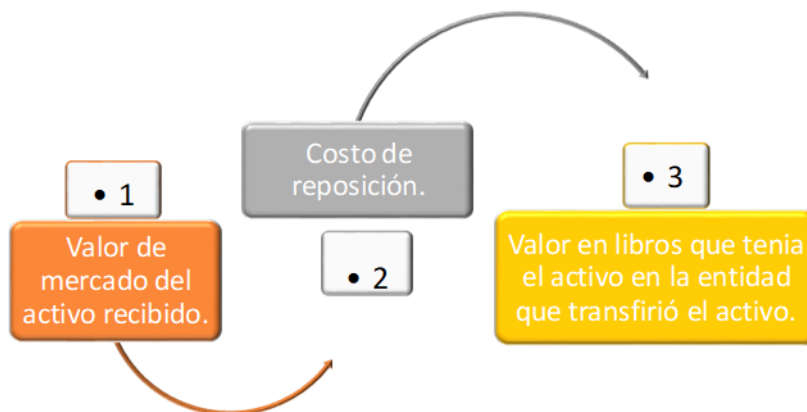 • 1
Valor de
mercado del
activo recibido.
Costo de
reposición.
• 2
• 3
Valor en libros que tenia
el activo en la entidad
que transfirió el activo.